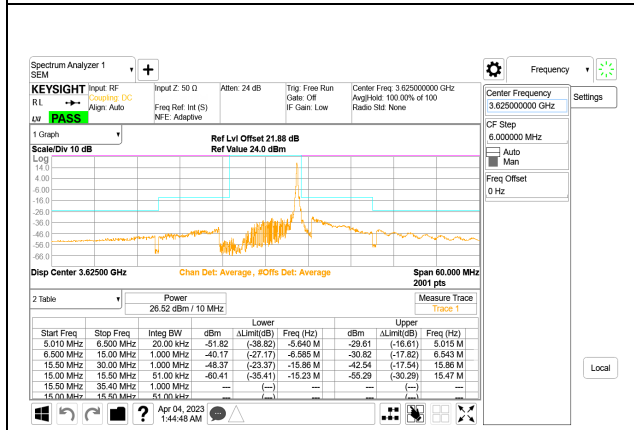 Spectrum Analyzer 1
SEM
Frequency
KEYSIGHT Input: RF Input Z: 50 Ω Atten: 24 dB Trig: Free Run Center Freq: 3.625000000 GHz
RL Coupling: DC Gate: Off Avg|Hold: 100.00% of 100
Align: Auto Freq Ref: Int (S) IF Gain: Low Radio Std: None
LXI PASS NFE: Adaptive
Center Frequency Settings
3.625000000 GHz
CF Step
6.000000 MHz
Auto
Man
Freq Offset
0 Hz
1 Graph Ref Lvl Offset 21.88 dB
Scale/Div 10 dB Ref Value 24.0 dBm
Log
14.0
4.00
-6.00
-16.0
-26.0
-36.0
-46.0
-56.0
-66.0
Disp Center 3.62500 GHz Chan Det: Average, #Offs Det: Average Span 60.000 MHz
2001 pts
2 Table Power Measure Trace
26.52 dBm / 10 MHz Trace 1
Lower Upper
Start Freq Stop Freq Integ BW dBm ΔLimit(dB) Freq (Hz) dBm ΔLimit(dB) Freq (Hz)
5.010 MHz 6.500 MHz 20.00 kHz -51.82 (-38.82) -5.640 M -29.61 (-16.61) 5.015 M
6.500 MHz 15.00 MHz 1.000 MHz -40.17 (-27.17) -6.585 M -30.82 (-17.82) 6.543 M
15.50 MHz 30.00 MHz 1.000 MHz -48.37 (-23.37) -15.86 M -42.54 (-17.54) 15.86 M
15.00 MHz 15.50 MHz 51.00 kHz -60.41 (-35.41) -15.23 M -55.29 (-30.29) 15.47 M
15.50 MHz 35.40 MHz 1.000 MHz --- (---) --- --- (---) ---
15.00 MHz 15.50 MHz 51.00 kHz --- (---) --- --- (---) ---
Local
? Apr 04, 2023
1:44:48 AM